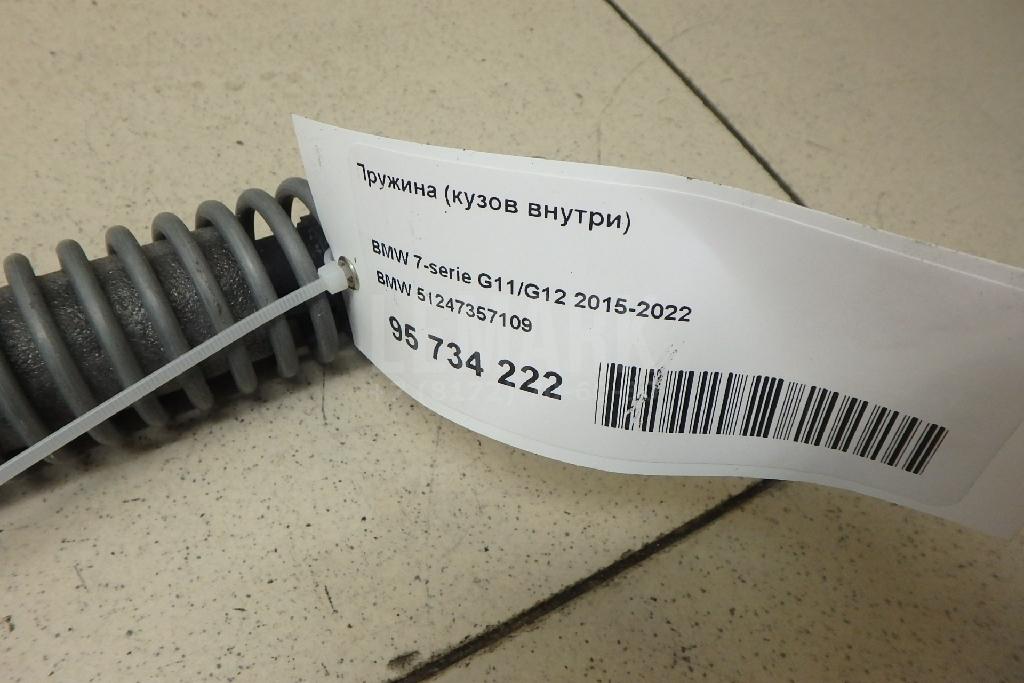 Пружина (кузов внутри)
BMW 7-serie G11/G12 2015-2022
BMW 51247357109
95 734 222